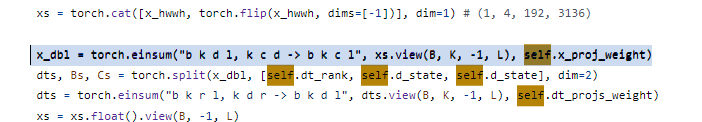 xs = torch.cat([x_hwwh, torch.flip(x_hwwh, dims=[-1])], dim=1) # (1, 4, 192, 3136)
x_dbl = torch.einsum("b k d l, k c d -> b k c l", xs.view(B, K, -1, L), self.x_proj_weight)
dts, Bs, Cs = torch.split(x_dbl, [self.dt_rank, self.d_state, self.d_state], dim=2)
dts = torch.einsum("b k r l, k d r -> b k d l", dts.view(B, K, -1, L), self.dt_projs_weight)
xs = xs.float().view(B, -1, L)